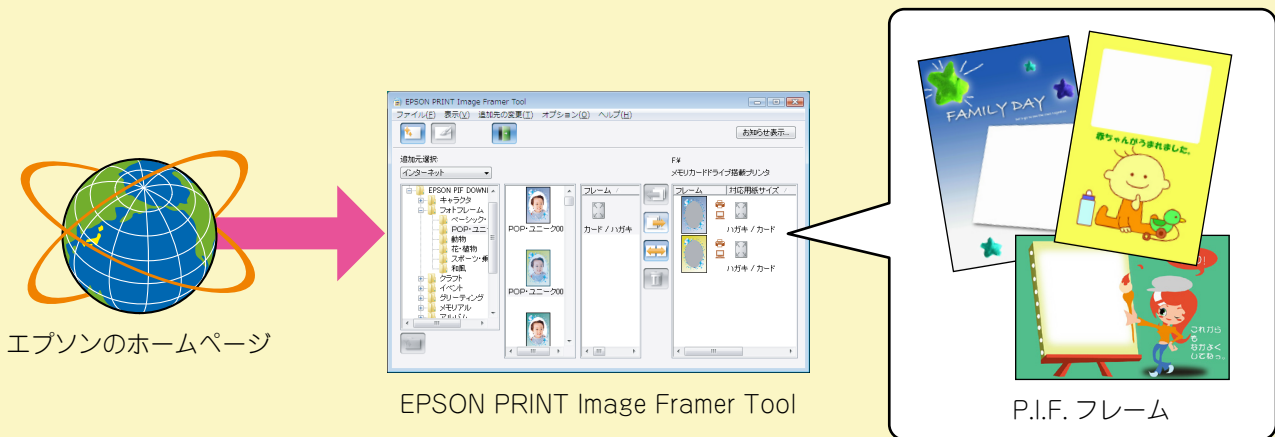 EPSON PRINT Image Framer Tool
ファイル(F) 表示(V) 追加先の変更(T) オプション(O) ヘルプ(H)
お知らせ表示...
追加元選択:
インターネット
F:¥
メモリカードドライブ搭載プリンタ
EPSON PIF DOWNL
キャラクタ
フォトフレーム
ベーシック・
POP・ユニ
動物
花・植物
スポーツ・乗
和風
クラフト
イベント
グリーティング
メモリアル
アルバム
POP・ユニーク00
POP・ユニーク00
フレーム
カード / ハガキ
フレーム 対応用紙サイズ
ハガキ / カード
ハガキ / カード
FAMILY DAY
赤ちゃんがうまれました。
これから
も
なかよく
してねっ。
エプソンのホームページ
EPSON PRINT Image Framer Tool
P.I.F. フレーム